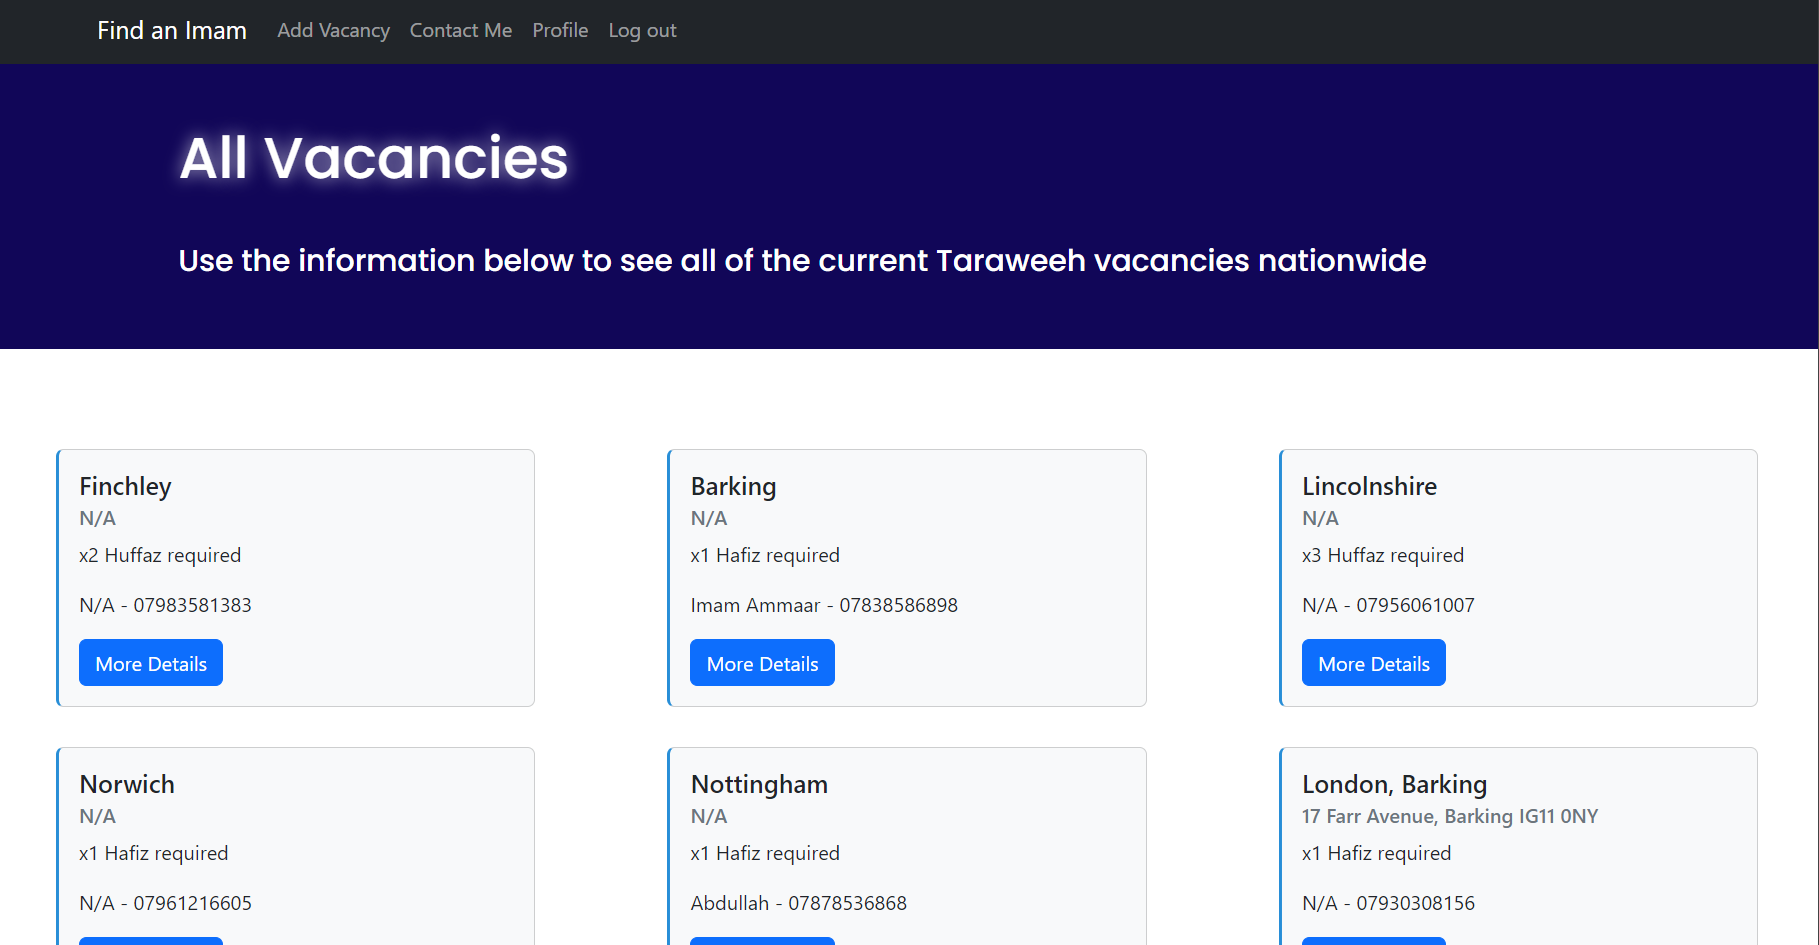 Find an Imam Add Vacancy Contact Me Profile Log out
All Vacancies
Use the information below to see all of the current Taraweeh vacancies nationwide
Finchley
N/A
x2 Huffaz required
N/A - 07983581383
More Details
Barking
N/A
x1 Hafiz required
Imam Ammaar - 07838586898
More Details
Lincolnshire
N/A
x3 Huffaz required
N/A - 07956061007
More Details
Norwich
N/A
x1 Hafiz required
N/A - 07961216605
Nottingham
N/A
x1 Hafiz required
Abdullah - 07878536868
London, Barking
17 Farr Avenue, Barking IG11 0NY
x1 Hafiz required
N/A - 07930308156